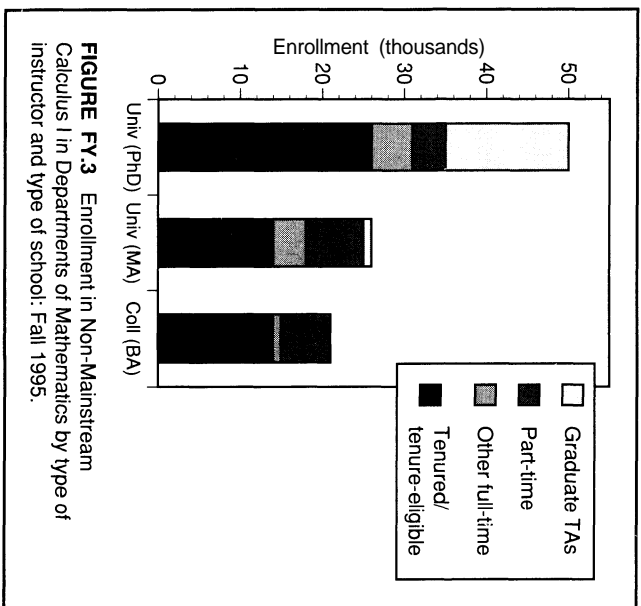 Enrollment (thousands)
50
40
30
20
10
0
Univ (PhD) Univ (MA) Coll (BA)
Graduate TAs
Part-time
Other full-time
Tenured/
tenure-eligible
FIGURE FY.3 Enrollment in Non-Mainstream
Calculus I in Departments of Mathematics by type of
instructor and type of school: Fall 1995.